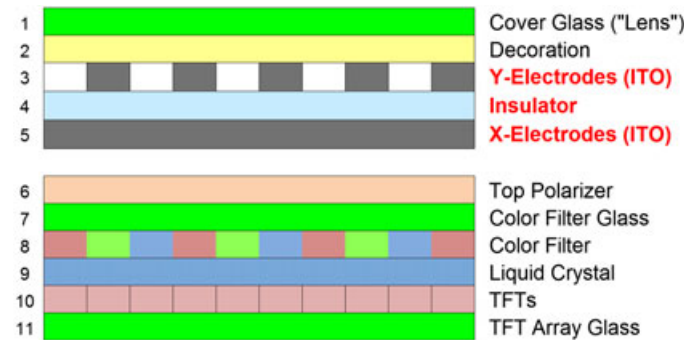 1 Cover Glass ("Lens")
2 Decoration
3 Y-Electrodes (ITO)
4 Insulator
5 X-Electrodes (ITO)
6 Top Polarizer
7 Color Filter Glass
8 Color Filter
9 Liquid Crystal
10 TFTs
11 TFT Array Glass